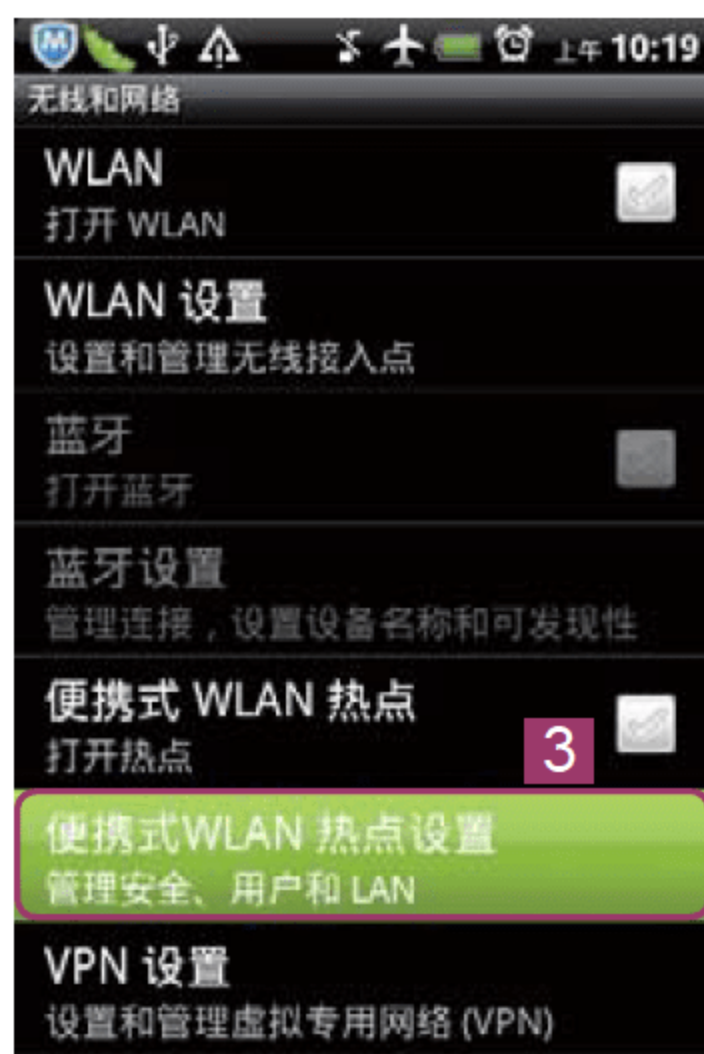 上午 10:19
无线和网络
WLAN
打开 WLAN
WLAN 设置
设置和管理无线接入点
蓝牙
打开蓝牙
蓝牙设置
管理连接，设置设备名称和可发现性
便携式 WLAN 热点
打开热点
3
便携式WLAN 热点设置
管理安全、用户和 LAN
VPN 设置
设置和管理虚拟专用网络 (VPN)